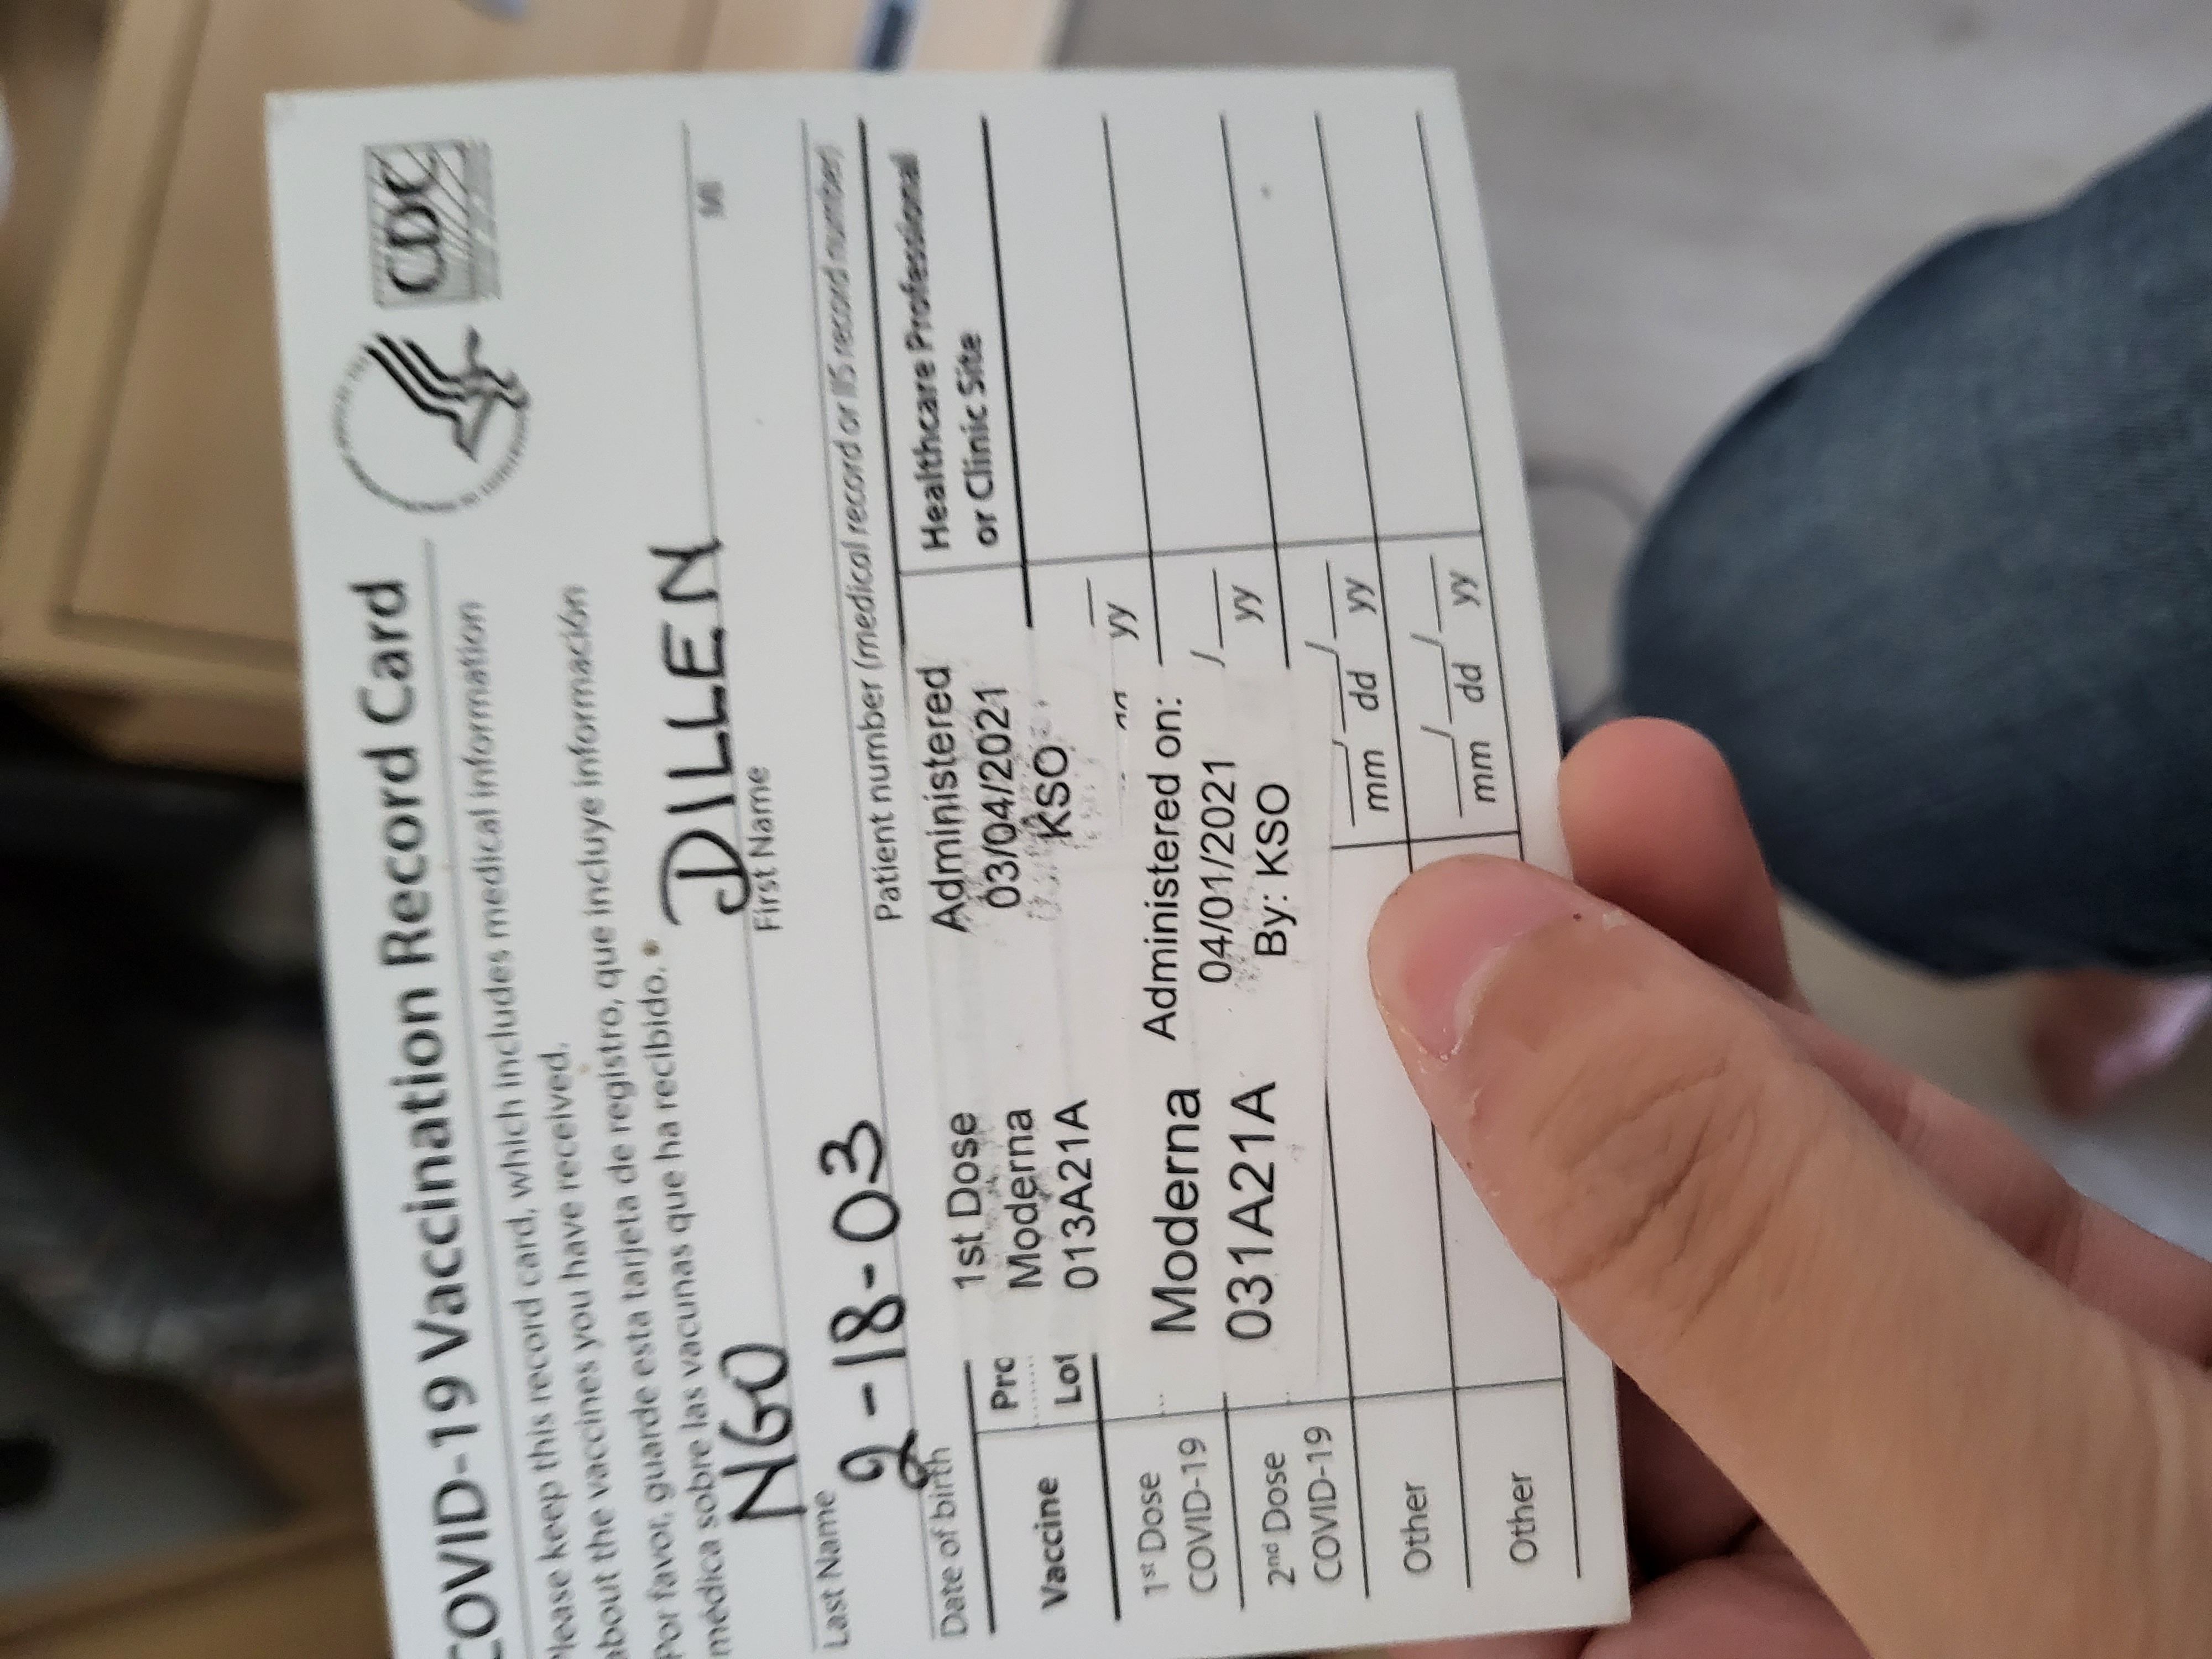 COVID-19 Vaccination Record Card
CDC
Please keep this record card, which includes medical information
about the vaccines you have received.
Por favor, guarde esta tarjeta de registro, que incluye información
médica sobre las vacunas que ha recibido.
NGO DILLEN
Last Name First Name MI
2-18-03
Date of birth Patient number (medical record or IIS record number)
Vaccine
Pro
Lot
1st Dose Administered
Moderna 03/04/2021
013A21A KSO
Healthcare Professional
or Clinic Site
1st Dose
COVID-19
yy
Moderna Administered on:
031A21A 04/01/2021
By: KSO
2nd Dose
COVID-19
/ yy
Other
mm / dd / yy
Other
mm / dd / yy